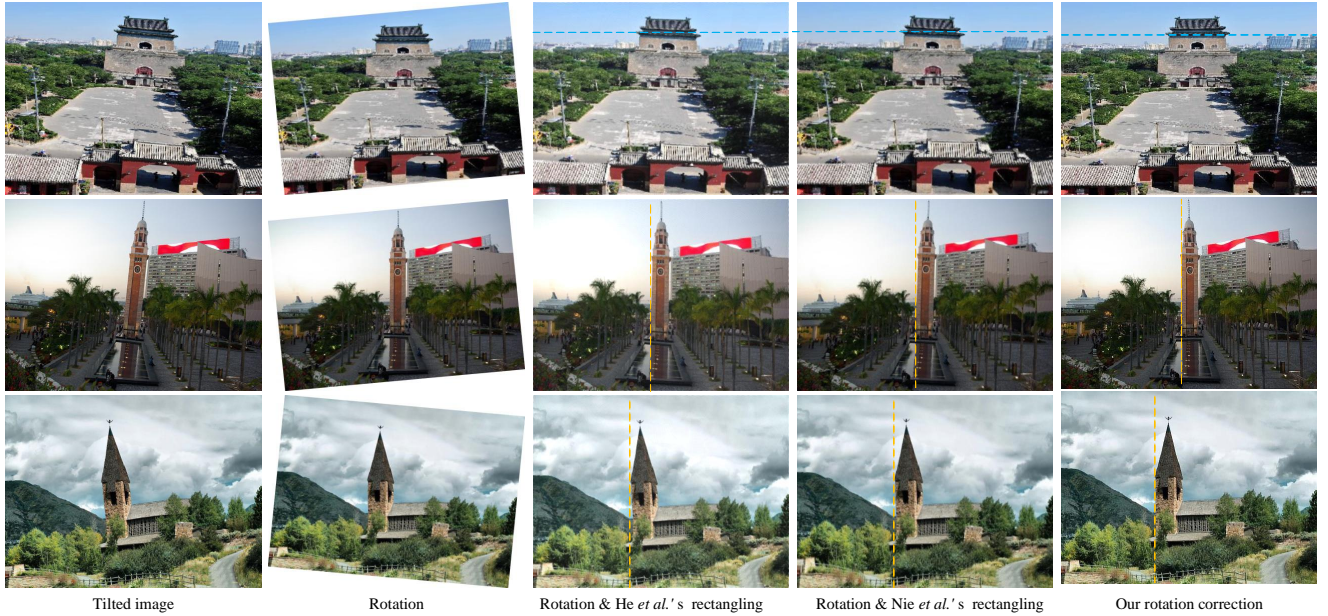 Tilted image
Rotation
Rotation & He et al.' s rectangling
Rotation & Nie et al.' s rectangling
Our rotation correction